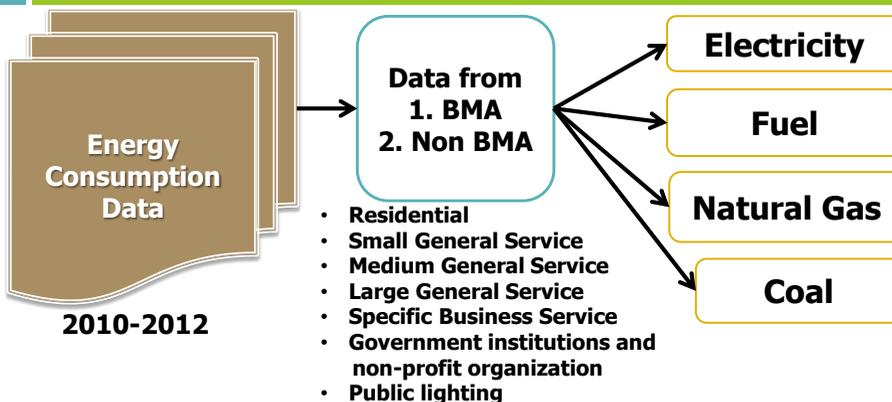 Energy
Consumption
Data
2010-2012
Data from
1. BMA
2. Non BMA
• Residential
• Small General Service
• Medium General Service
• Large General Service
• Specific Business Service
• Government institutions and
non-profit organization
• Public lighting
Electricity
Fuel
Natural Gas
Coal